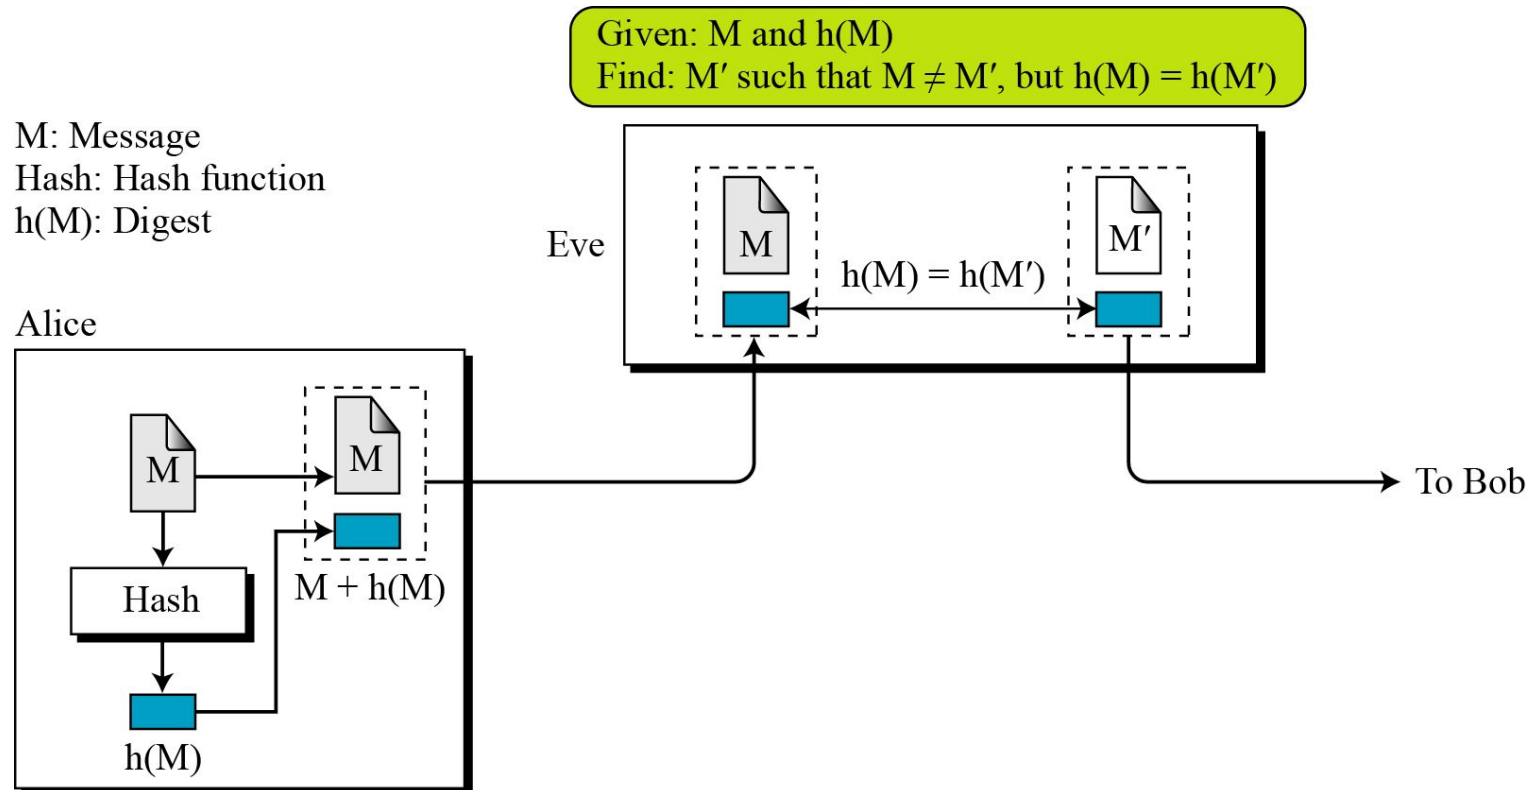 Given: M and h(M)
Find: M′ such that M ≠ M′, but h(M) = h(M′)
M: Message
Hash: Hash function
h(M): Digest
Eve
M
M′
h(M) = h(M′)
Alice
M
M
To Bob
Hash
M + h(M)
h(M)